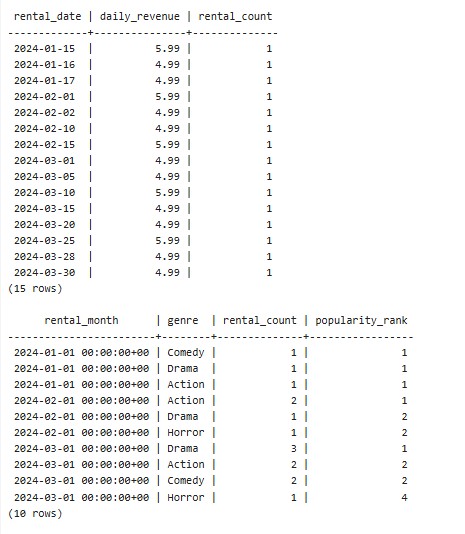 rental_date | daily_revenue | rental_count
-------------+---------------+--------------
2024-01-15 | 5.99 | 1
2024-01-16 | 4.99 | 1
2024-01-17 | 4.99 | 1
2024-02-01 | 5.99 | 1
2024-02-02 | 4.99 | 1
2024-02-10 | 4.99 | 1
2024-02-15 | 5.99 | 1
2024-03-01 | 4.99 | 1
2024-03-05 | 4.99 | 1
2024-03-10 | 5.99 | 1
2024-03-15 | 4.99 | 1
2024-03-20 | 4.99 | 1
2024-03-25 | 5.99 | 1
2024-03-28 | 4.99 | 1
2024-03-30 | 4.99 | 1
(15 rows)
rental_month | genre | rental_count | popularity_rank
------------------------+--------+--------------+-----------------
2024-01-01 00:00:00+00 | Comedy | 1 | 1
2024-01-01 00:00:00+00 | Drama | 1 | 1
2024-01-01 00:00:00+00 | Action | 1 | 1
2024-02-01 00:00:00+00 | Action | 2 | 1
2024-02-01 00:00:00+00 | Drama | 1 | 2
2024-02-01 00:00:00+00 | Horror | 1 | 2
2024-03-01 00:00:00+00 | Drama | 3 | 1
2024-03-01 00:00:00+00 | Action | 2 | 2
2024-03-01 00:00:00+00 | Comedy | 2 | 2
2024-03-01 00:00:00+00 | Horror | 1 | 4
(10 rows)